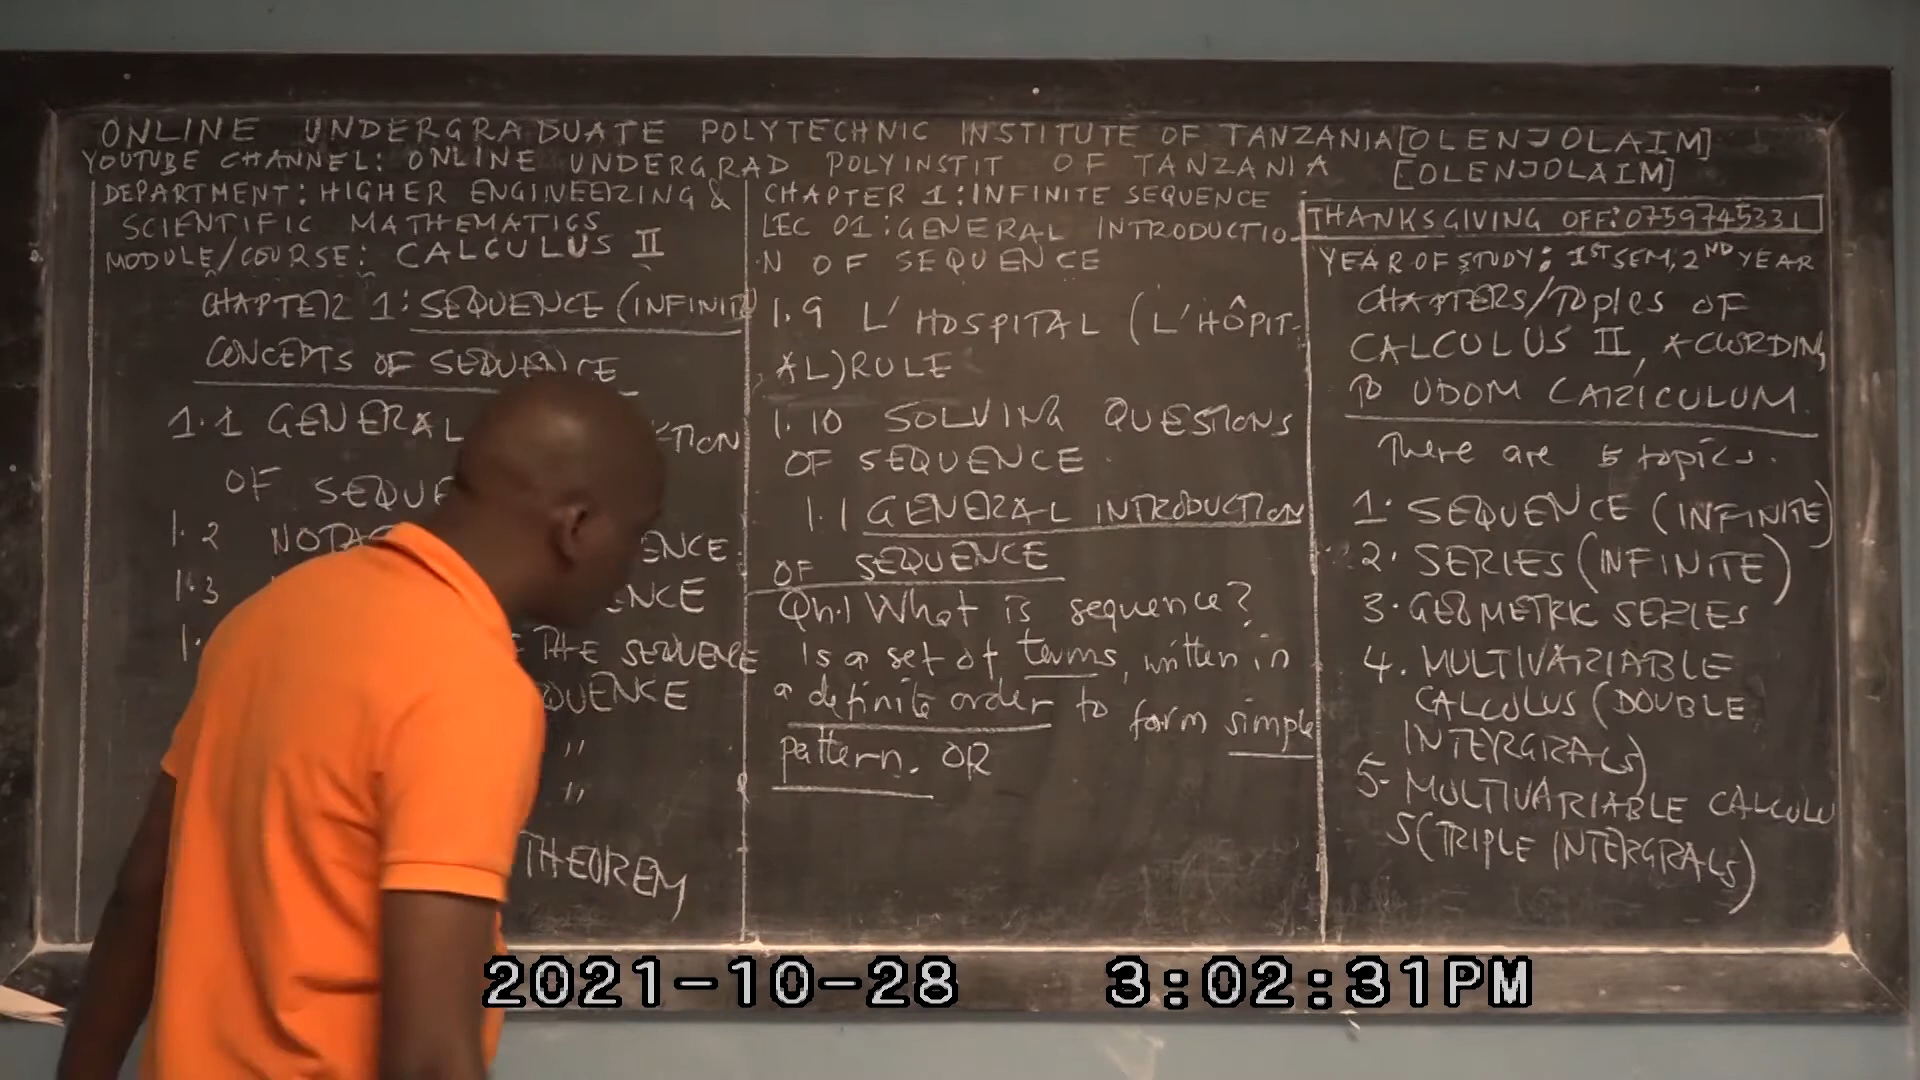 ONLINE UNDERGRADUATE POLYTECHNIC INSTITUTE OF TANZANIA[OLENJOLAIM]
YOUTUBE CHANNEL: ONLINE UNDERGRAD POLYINSTIT OF TANZANIA [OLENJOLAIM]
DEPARTMENT: HIGHER ENGINEERING &
SCIENTIFIC MATHEMATICS
MODULE/COURSE: CALCULUS II
CHAPTER 1: SEQUENCE (INFINITE)
CONCEPTS OF SEQUENCE
1.1 GENERAL CTION
OF SEQUE
1.2 NOTA ENCE
1.3 ENCE
1. THE SEQUENCE
QUENCE
"
"
THEOREM
CHAPTER 1: INFINITE SEQUENCE
LEC 01: GENERAL INTRODUCTIO
N OF SEQUENCE
1.9 L'HOSPITAL (L'HÔPIT-
AL) RULE
1.10 SOLVING QUESTIONS
OF SEQUENCE.
1.1 GENERAL INTRODUCTION
OF SEQUENCE
Qn.1 What is sequence?
Is a set of terms, written in
a definite order to form simple
pattern. OR
THANKSGIVING OFF: 0759745331
YEAR OF STUDY: 1ST SEM, 2ND YEAR
CHAPTERS/TOPICS OF
CALCULUS II, ACCORDING
TO UDOM CARICULUM.
There are 5 topics.
1. SEQUENCE (INFINITE)
2. SERIES (INFINITE)
3. GEOMETRIC SERIES
4. MULTIVARIABLE
CALCULUS (DOUBLE
INTERGRALS)
5- MULTIVARIABLE CALCULU
S (TRIPLE INTERGRALS)
2021-10-28 3:02:31PM